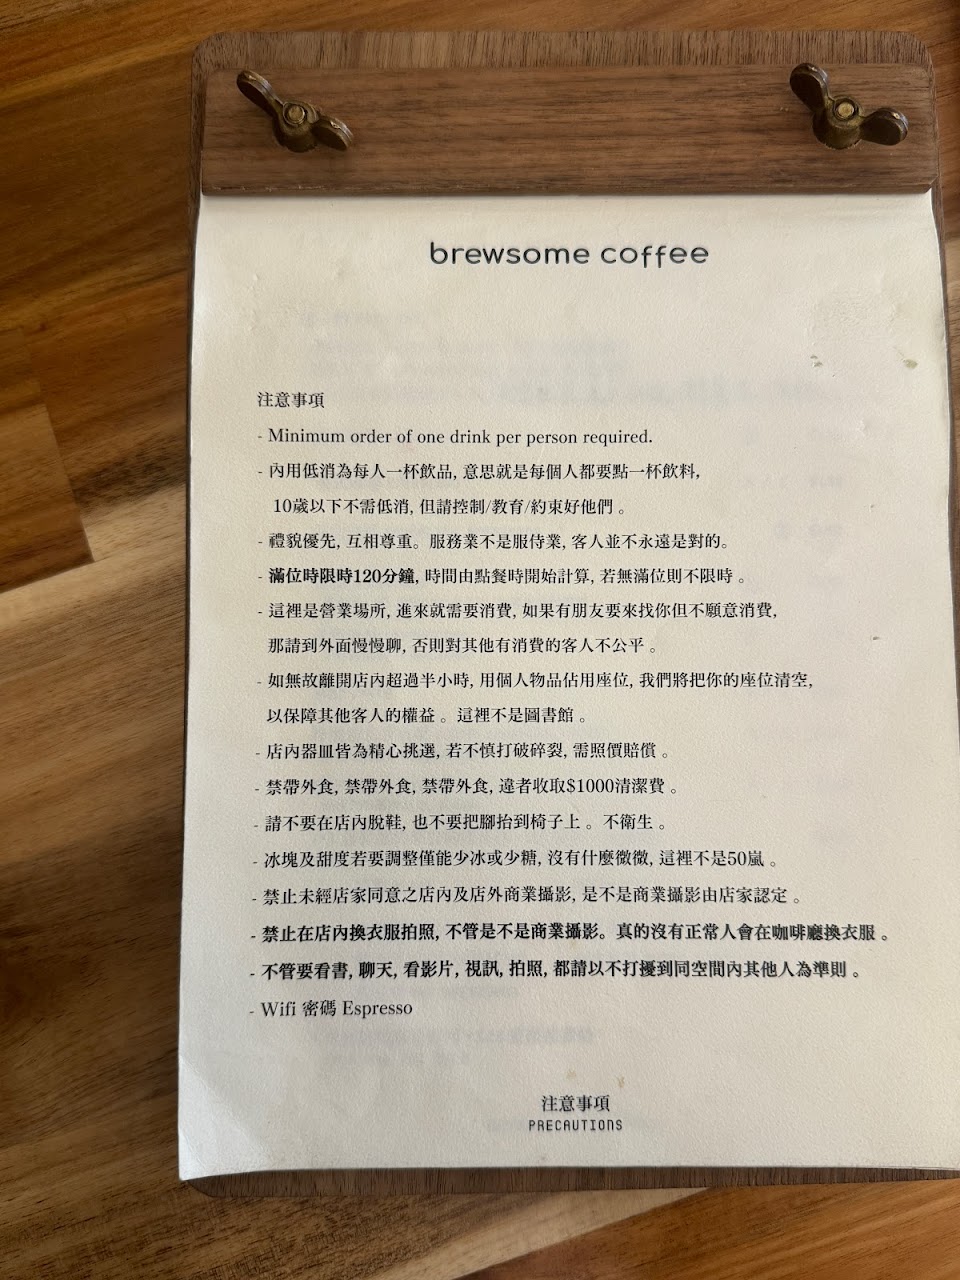 brewsome coffee
注意事項
- Minimum order of one drink per person required.
- 內用低消為每人一杯飲品, 意思就是每個人都要點一杯飲料,
10歲以下不需低消, 但請控制/教育/約束好他們。
- 禮貌優先, 互相尊重。服務業不是服侍業, 客人並不永遠是對的。
- 滿位時限時120分鐘, 時間由點餐時開始計算, 若無滿位則不限時。
- 這裡是營業場所, 進來就需要消費, 如果有朋友要來找你但不願意消費,
那請到外面慢慢聊, 否則對其他有消費的客人不公平。
- 如無故離開店內超過半小時, 用個人物品佔用座位, 我們將把你的座位清空,
以保障其他客人的權益。這裡不是圖書館。
- 店內器皿皆為精心挑選, 若不慎打破碎裂, 需照價賠償。
- 禁帶外食, 禁帶外食, 禁帶外食, 違者收取$1000清潔費。
- 請不要在店內脫鞋, 也不要把腳抬到椅子上。不衛生。
- 冰塊及甜度若要調整僅能少冰或少糖, 沒有什麼微微, 這裡不是50嵐。
- 禁止未經店家同意之店內及店外商業攝影, 是不是商業攝影由店家認定。
- 禁止在店內換衣服拍照, 不管是不是商業攝影。真的沒有正常人會在咖啡廳換衣服。
- 不管要看書, 聊天, 看影片, 視訊, 拍照, 都請以不打擾到同空間內其他人為準則。
- Wifi 密碼 Espresso
注意事項
PRECAUTIONS